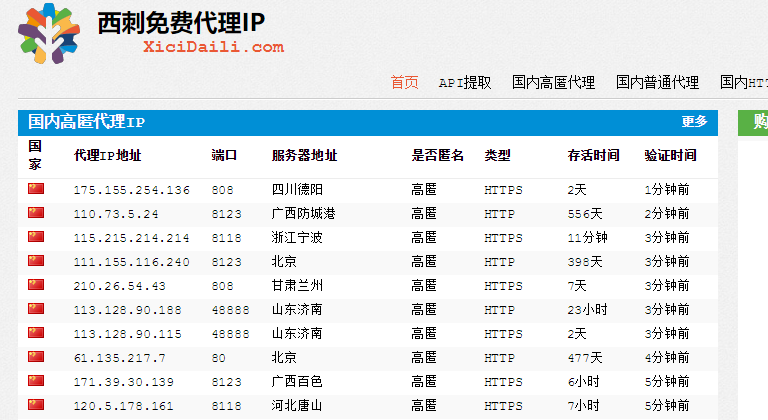 西刺免费代理IP
XiciDaili.com
首页 API提取 国内高匿代理 国内普通代理 国内HTT
国内高匿代理IP 更多 购
国家 代理IP地址 端口 服务器地址 是否匿名 类型 存活时间 验证时间
175.155.254.136 808 四川德阳 高匿 HTTPS 2天 1分钟前
110.73.5.24 8123 广西防城港 高匿 HTTP 556天 2分钟前
115.215.214.214 8118 浙江宁波 高匿 HTTPS 11分钟 3分钟前
111.155.116.240 8123 北京 高匿 HTTP 398天 3分钟前
210.26.54.43 808 甘肃兰州 高匿 HTTPS 7天 3分钟前
113.128.90.188 48888 山东济南 高匿 HTTP 23小时 3分钟前
113.128.90.115 48888 山东济南 高匿 HTTPS 2天 3分钟前
61.135.217.7 80 北京 高匿 HTTP 477天 4分钟前
171.39.30.139 8123 广西百色 高匿 HTTPS 6小时 5分钟前
120.5.178.161 8118 河北唐山 高匿 HTTPS 7小时 5分钟前